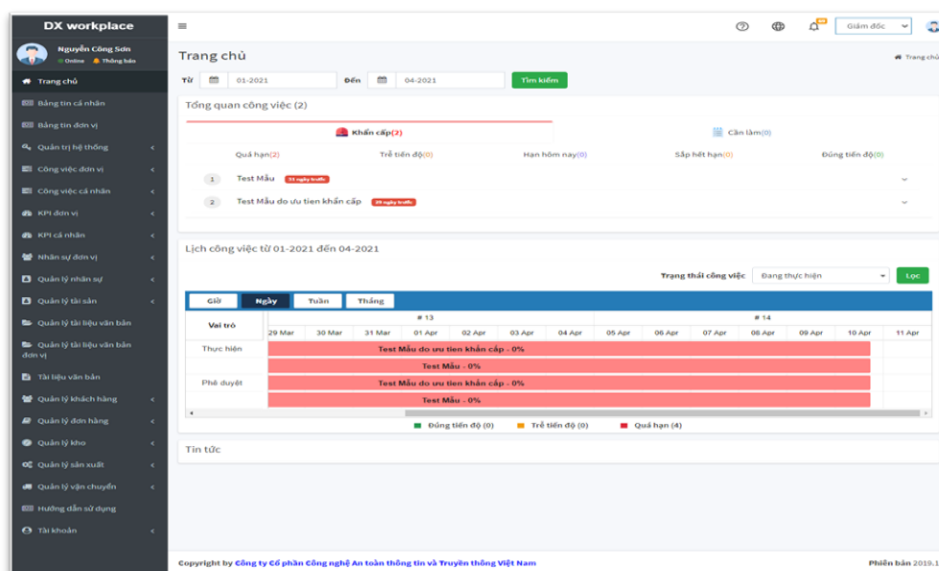 DX workplace
Giám đốc
Nguyễn Công Sơn
Online Thông báo
Trang chủ
Trang chủ
Trang chủ
Từ 01-2021 Đến 04-2021 Tìm kiếm
Bảng tin cá nhân
Bảng tin đơn vị
Quản trị hệ thống
Công việc đơn vị
Công việc cá nhân
KPI đơn vị
KPI cá nhân
Nhân sự đơn vị
Quản lý nhân sự
Quản lý tài sản
Quản lý tài liệu văn bản
Quản lý tài liệu văn bản
đơn vị
Tài liệu văn bản
Quản lý khách hàng
Quản lý đơn hàng
Quản lý kho
Quản lý sản xuất
Quản lý vận chuyển
Hướng dẫn sử dụng
Tài khoản
Tổng quan công việc (2)
Khẩn cấp(2) Cần làm(0)
Quá hạn(2) Trễ tiến độ(0) Hạn hôm nay(0) Sắp hết hạn(0) Đúng tiến độ(0)
1 Test Mẫu
2 Test Mẫu do uu tien khẩn cấp
Lịch công việc từ 01-2021 đến 04-2021
Trạng thái công việc Đang thực hiện Lọc
Giờ Ngày Tuần Tháng
Vai trò # 13 # 14
29 Mar 30 Mar 31 Mar 01 Apr 02 Apr 03 Apr 04 Apr 05 Apr 06 Apr 07 Apr 08 Apr 09 Apr 10 Apr 11 Apr
Thực hiện Test Mẫu do uu tien khẩn cấp - 0%
Test Mẫu - 0%
Phê duyệt Test Mẫu do uu tien khẩn cấp - 0%
Test Mẫu - 0%
Đúng tiến độ (0) Trễ tiến độ (0) Quá hạn (4)
Tin tức
Copyright by Công ty Cổ phần Công nghệ An toàn thông tin và Truyền thông Việt Nam
Phiên bản 2019.1